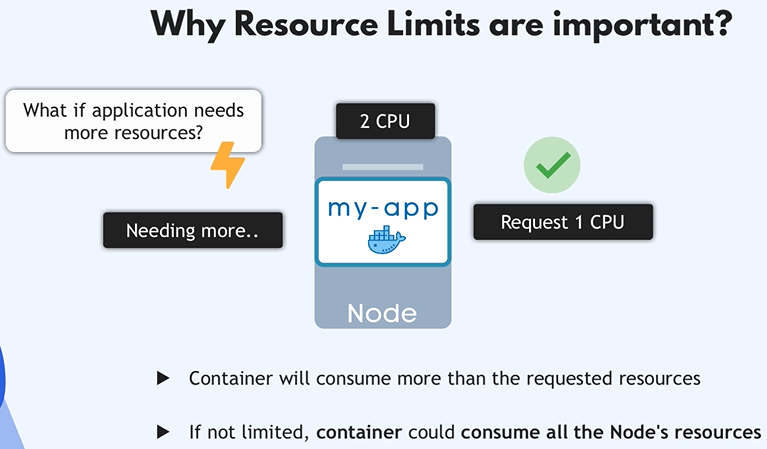 Why Resource Limits are important?
What if application needs
more resources?
2 CPU
my-app
Needing more..
Request 1 CPU
Node
Container will consume more than the requested resources
If not limited, container could consume all the Node's resources